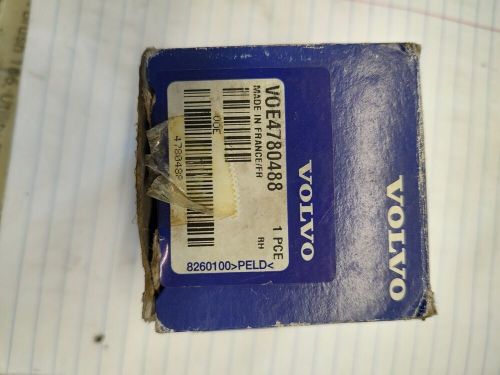 VOE4780488
MADE IN FRANCE/FR
VOE
4780488
1 PCE
RH
8260100>PELD<
VOLVO
VOLVO